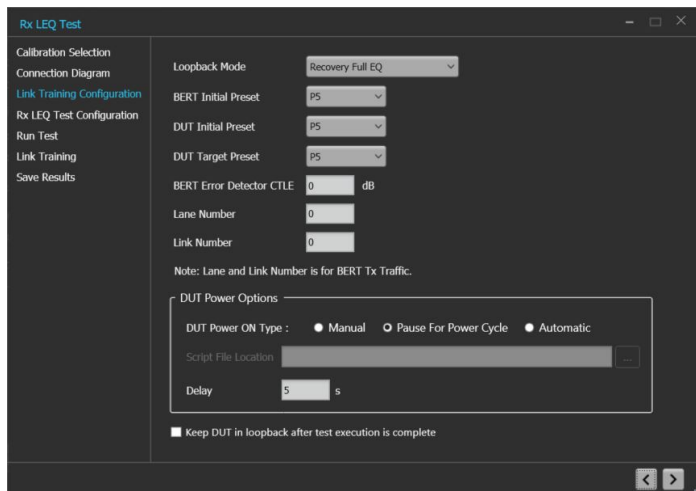 Rx LEQ Test
Calibration Selection
Connection Diagram
Link Training Configuration
Rx LEQ Test Configuration
Run Test
Link Training
Save Results
Loopback Mode Recovery Full EQ
BERT Initial Preset P5
DUT Initial Preset P5
DUT Target Preset P5
BERT Error Detector CTLE 0 dB
Lane Number 0
Link Number 0
Note: Lane and Link Number is for BERT Tx Traffic.
DUT Power Options
DUT Power ON Type : Manual Pause For Power Cycle Automatic
Script File Location ...
Delay 5 s
Keep DUT in loopback after test execution is complete